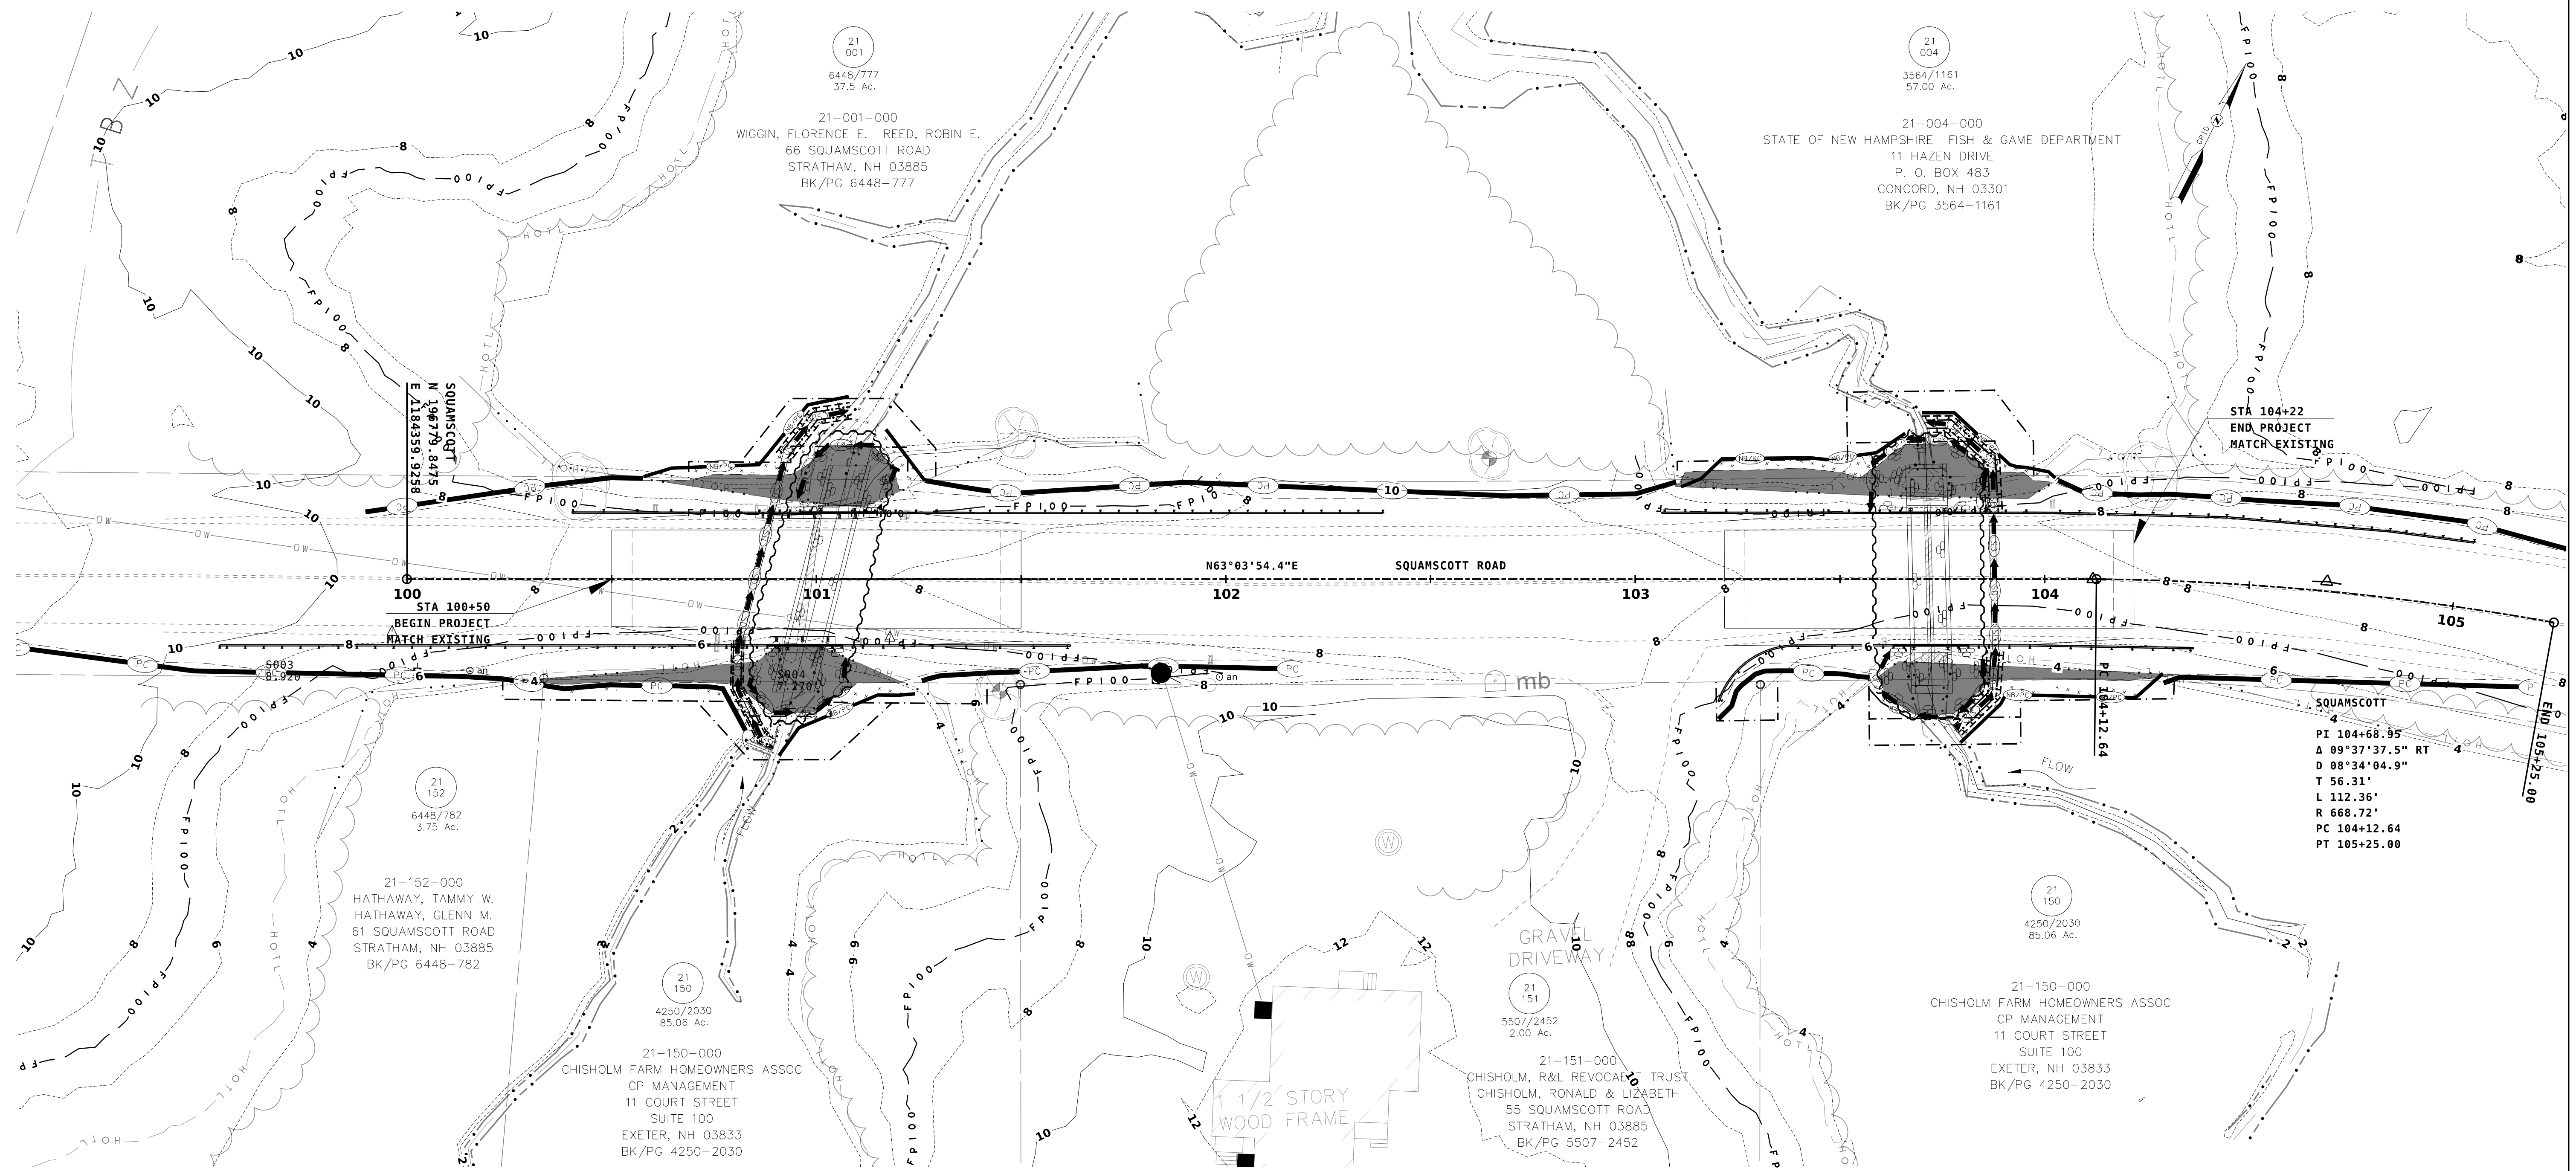 21
001
6448/777
37.5 Ac.
21-001-000
WIGGIN, FLORENCE E.  REED, ROBIN E.
66 SQUAMSCOTT ROAD
STRATHAM, NH 03885
BK/PG 6448-777
21
004
3564/1161
57.00 Ac.
21-004-000
STATE OF NEW HAMPSHIRE  FISH & GAME DEPARTMENT
11 HAZEN DRIVE
P. O. BOX 483
CONCORD, NH 03301
BK/PG 3564-1161
GRID
TBZ
SQUAMSCOTT
N 196779.8475
E 1184359.9258
STA 104+22
END PROJECT
MATCH EXISTING
N63°03'54.4"E
SQUAMSCOTT ROAD
100
101
102
103
104
105
STA 100+50
BEGIN PROJECT
MATCH EXISTING
S003
8.920
S004
an
an
mb
PC 104+12.64
END 105+25.00
SQUAMSCOTT
PI 104+68.95
Δ 09°37'37.5" RT
D 08°34'04.9"
T 56.31'
L 112.36'
R 668.72'
PC 104+12.64
PT 105+25.00
FLOW
FLOW
21
152
6448/782
3.75 Ac.
21-152-000
HATHAWAY, TAMMY W.
HATHAWAY, GLENN M.
61 SQUAMSCOTT ROAD
STRATHAM, NH 03885
BK/PG 6448-782
21
150
4250/2030
85.06 Ac.
21-150-000
CHISHOLM FARM HOMEOWNERS ASSOC
CP MANAGEMENT
11 COURT STREET
SUITE 100
EXETER, NH 03833
BK/PG 4250-2030
1 1/2 STORY
WOOD FRAME
GRAVEL
DRIVEWAY
21
151
5507/2452
2.00 Ac.
21-151-000
CHISHOLM, R&L TRUST
CHISHOLM, RONALD & LIZABETH
55 SQUAMSCOTT ROAD
STRATHAM, NH 03885
BK/PG 5507-2452
21
150
4250/2030
85.06 Ac.
21-150-000
CHISHOLM FARM HOMEOWNERS ASSOC
CP MANAGEMENT
11 COURT STREET
SUITE 100
EXETER, NH 03833
BK/PG 4250-2030